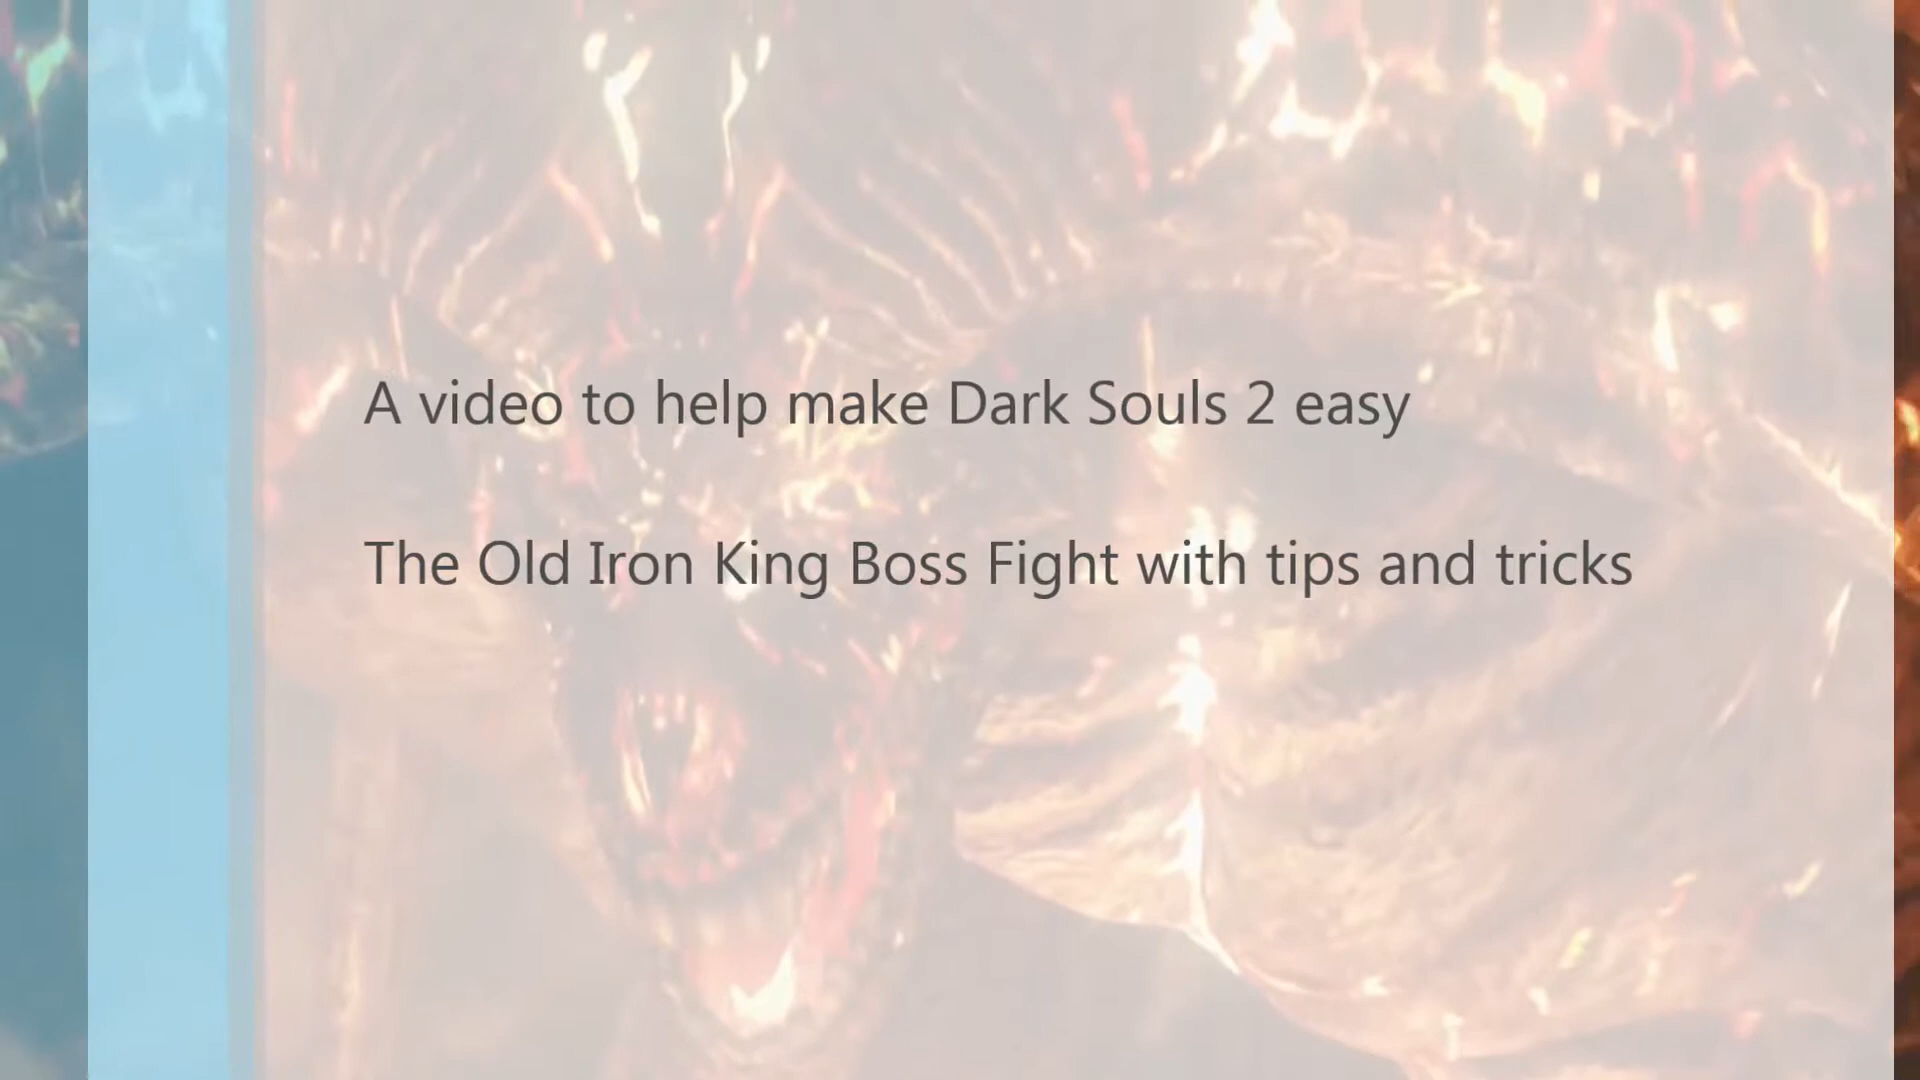 A video to help make Dark Souls 2 easy
The Old Iron King Boss Fight with tips and tricks